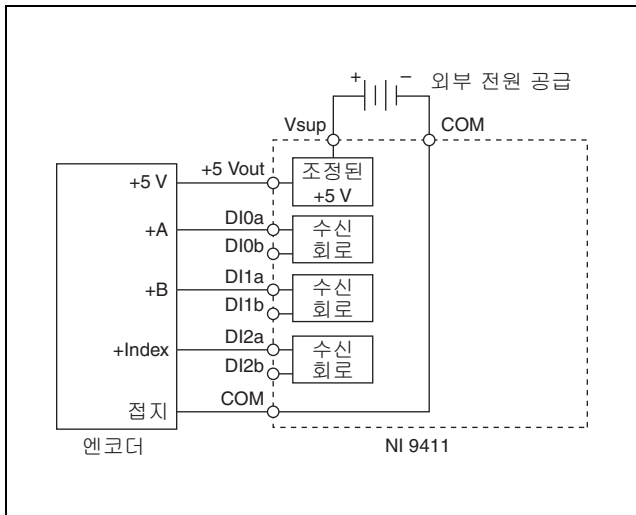 + − 외부 전원 공급
Vsup COM
+5 V +5 Vout 조정된
+5 V
+A DI0a 수신
DI0b 회로
+B DI1a 수신
DI1b 회로
+Index DI2a 수신
DI2b 회로
접지 COM
엔코더 NI 9411